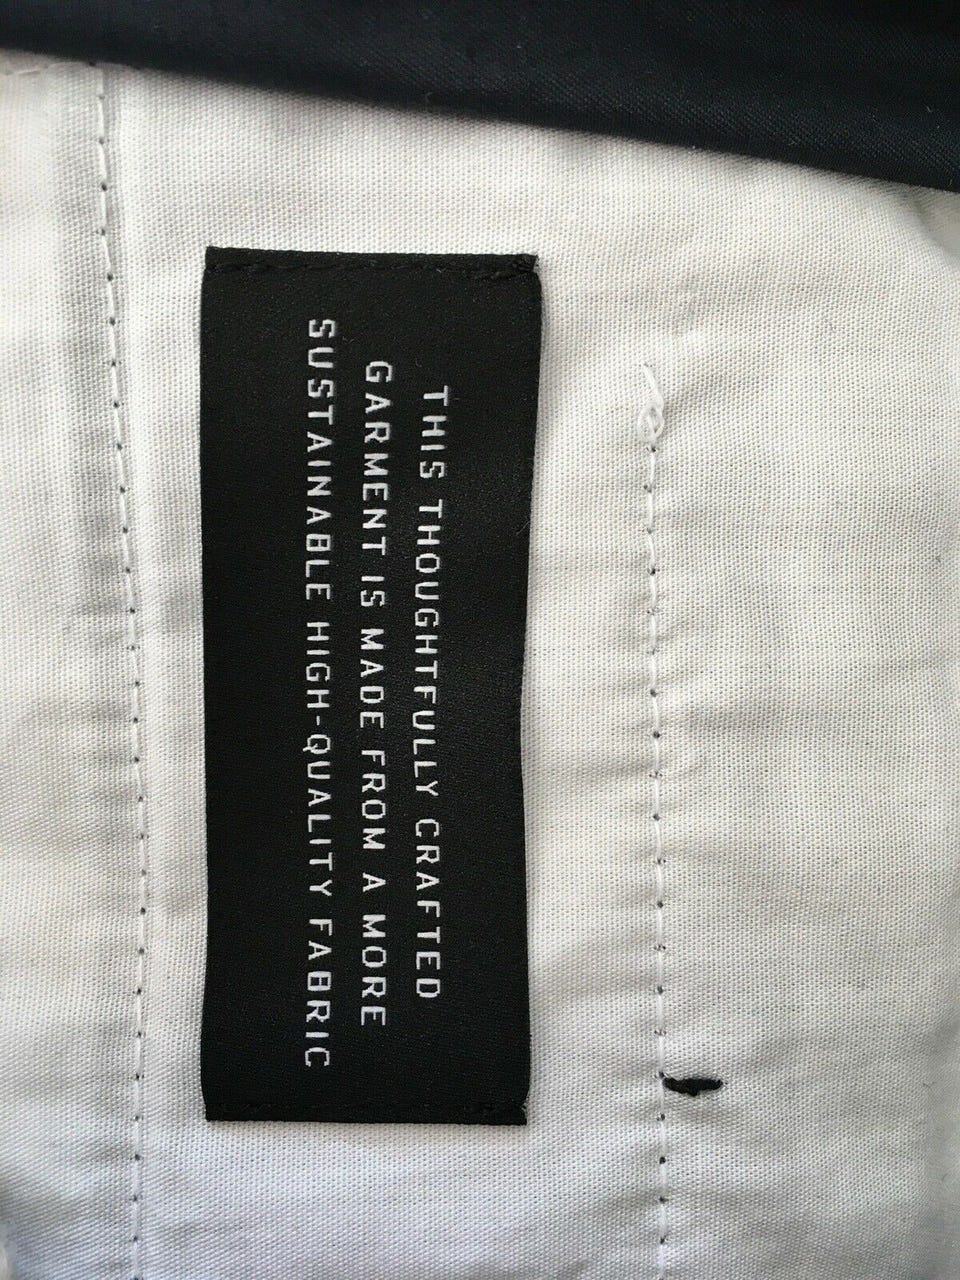 THIS THOUGHTFULLY CRAFTED
GARMENT IS MADE FROM A MORE
SUSTAINABLE HIGH-QUALITY FABRIC